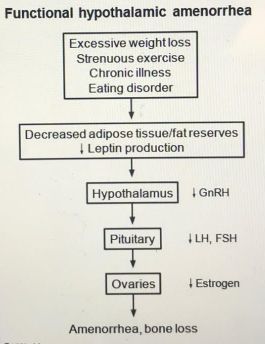 Functional hypothalamic amenorrhea
Excessive weight loss
Strenuous exercise
Chronic illness
Eating disorder
Decreased adipose tissue/fat reserves
↓ Leptin production
Hypothalamus ↓ GnRH
Pituitary ↓ LH, FSH
Ovaries ↓ Estrogen
Amenorrhea, bone loss